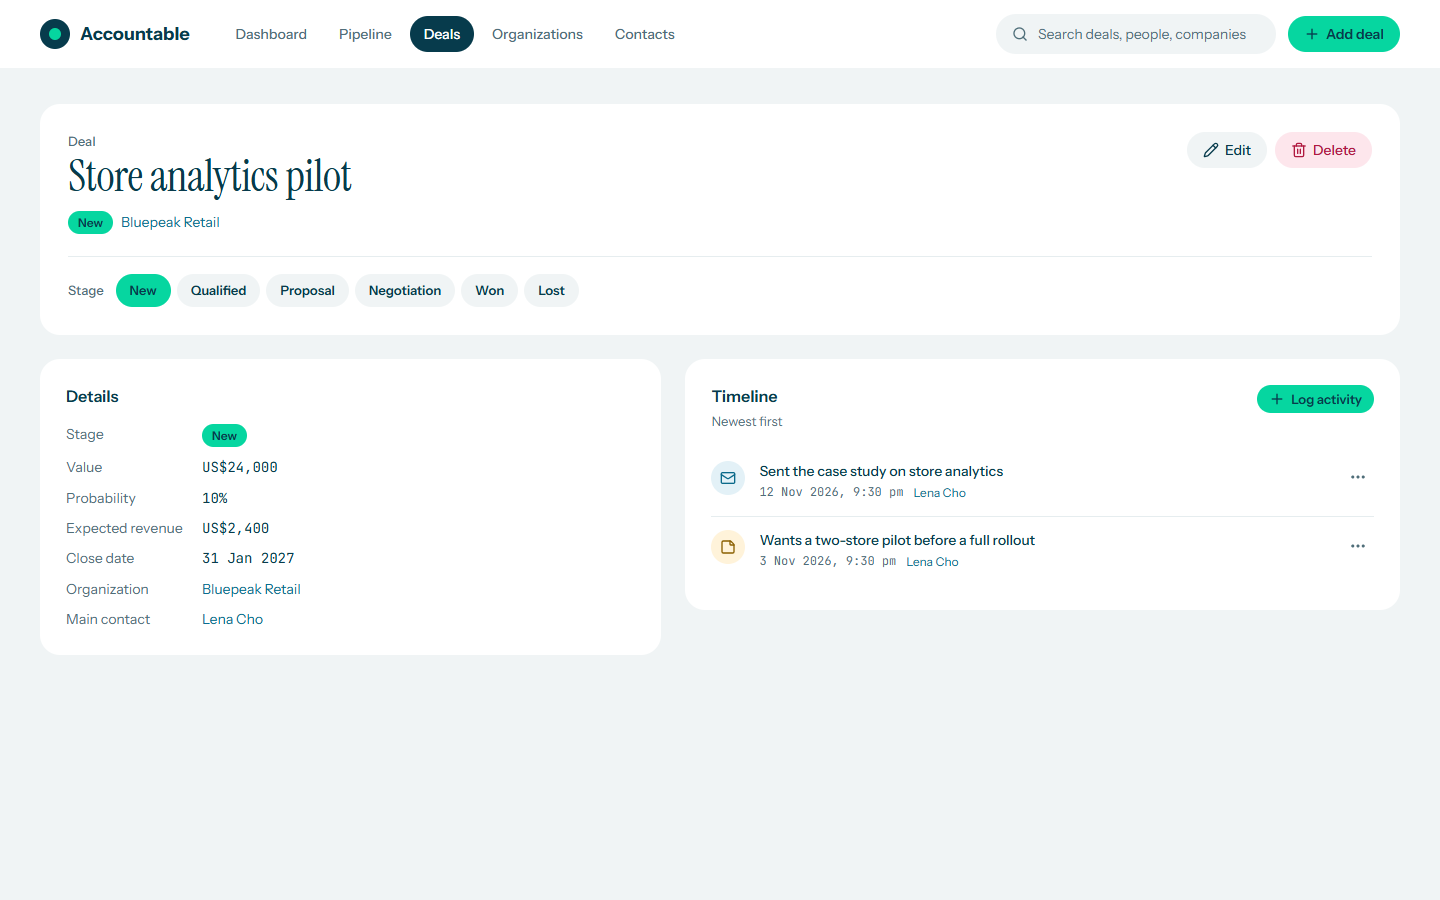 Accountable
Dashboard Pipeline Deals Organizations Contacts
Search deals, people, companies
Add deal
Deal
Store analytics pilot
New Bluepeak Retail
Edit Delete
Stage New Qualified Proposal Negotiation Won Lost
Details
Stage New
Value US$24,000
Probability 10%
Expected revenue US$2,400
Close date 31 Jan 2027
Organization Bluepeak Retail
Main contact Lena Cho
Timeline
Newest first
Log activity
Sent the case study on store analytics
12 Nov 2026, 9:30 pm Lena Cho
Wants a two-store pilot before a full rollout
3 Nov 2026, 9:30 pm Lena Cho